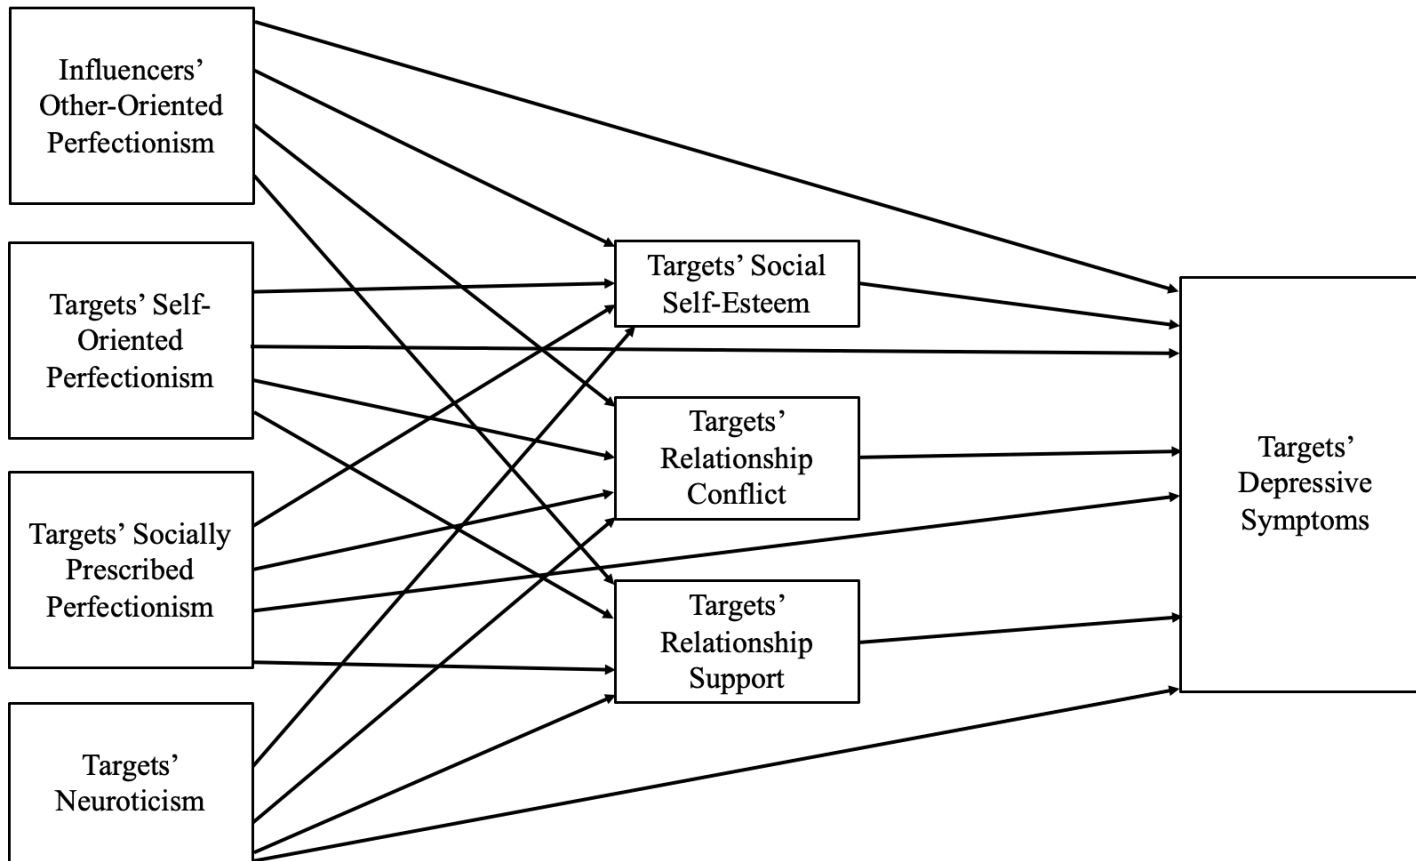 Influencers’
Other-Oriented
Perfectionism
Targets’ Self-
Oriented
Perfectionism
Targets’ Socially
Prescribed
Perfectionism
Targets’
Neuroticism
Targets’ Social
Self-Esteem
Targets’
Relationship
Conflict
Targets’
Relationship
Support
Targets’
Depressive
Symptoms